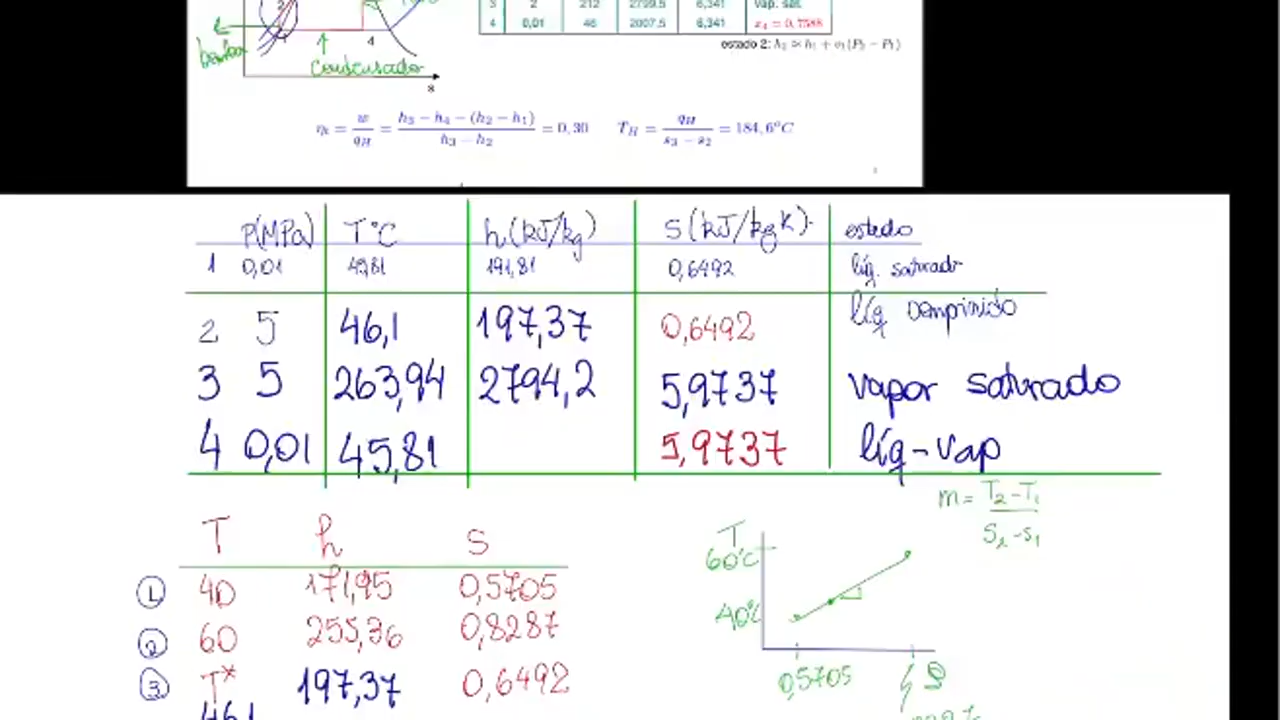 3 2 212 2799.5 6,341 vap. sat.
4 0,01 46 2007.5 6,341 x₄ = 0,7588
estado 2: h₂ ≈ h₁ + v₁(P₂ − P₁)
bomba
4
condensador
s
ηₜ = w/q_H = (h₃ − h₄ − (h₂ − h₁))/(h₃ − h₂) = 0,30 T_H = q_H/(s₃ − s₂) = 184,6°C
P(MPa) T°C h(kJ/kg) S(kJ/kgK) estado
1 0,01 45,81 191,81 0,6492 líq. saturado
2 5 46,1 197,37 0,6492 líq comprimido
3 5 263,94 2794,2 5,9737 vapor saturado
4 0,01 45,81 5,9737 líq-vap
m = (T₂ − T₁)/(S₂ − S₁)
T h S
1 40 171,95 0,5705
2 60 255,36 0,8287
3 T* 197,37 0,6492
46,1
T
60°C
40°C
0,5705
S